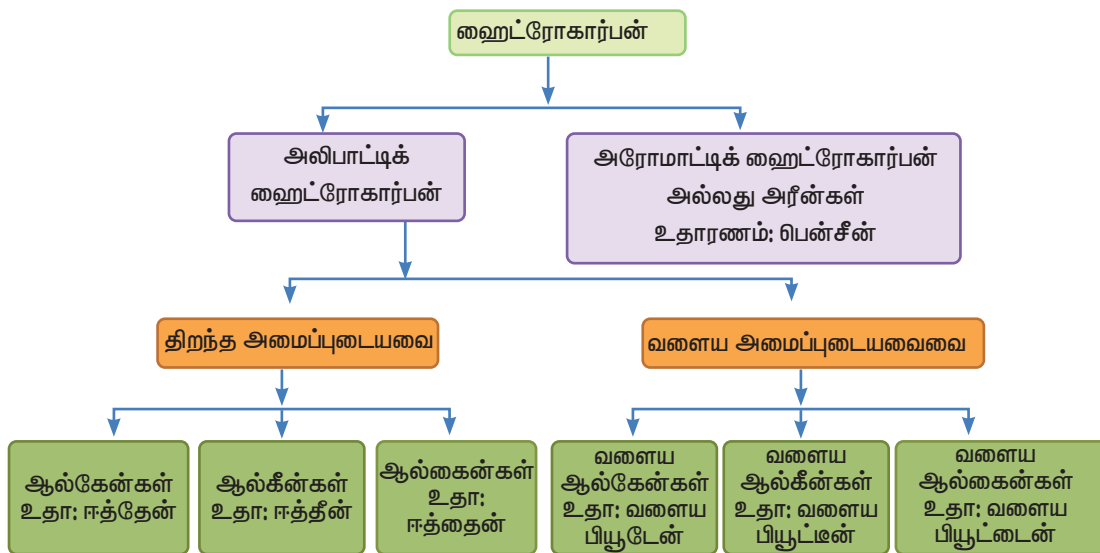 ஹைட்ரோகார்பன்
அலிபாட்டிக்
ஹைட்ரோகார்பன்
அரோமாட்டிக் ஹைட்ரோகார்பன்
அல்லது அரீன்கள்
உதாரணம்: பென்சீன்
திறந்த அமைப்புடையவை
வளைய அமைப்புடையவைவை
ஆல்கேன்கள்
உதா: ஈத்தேன்
ஆல்கீன்கள்
உதா: ஈத்தீன்
ஆல்கைன்கள்
உதா:
ஈத்தைன்
வளைய
ஆல்கேன்கள்
உதா: வளைய
பியூடேன்
வளைய
ஆல்கீன்கள்
உதா: வளைய
பியூட்டீன்
வளைய
ஆல்கைன்கள்
உதா: வளைய
பியூட்டைன்